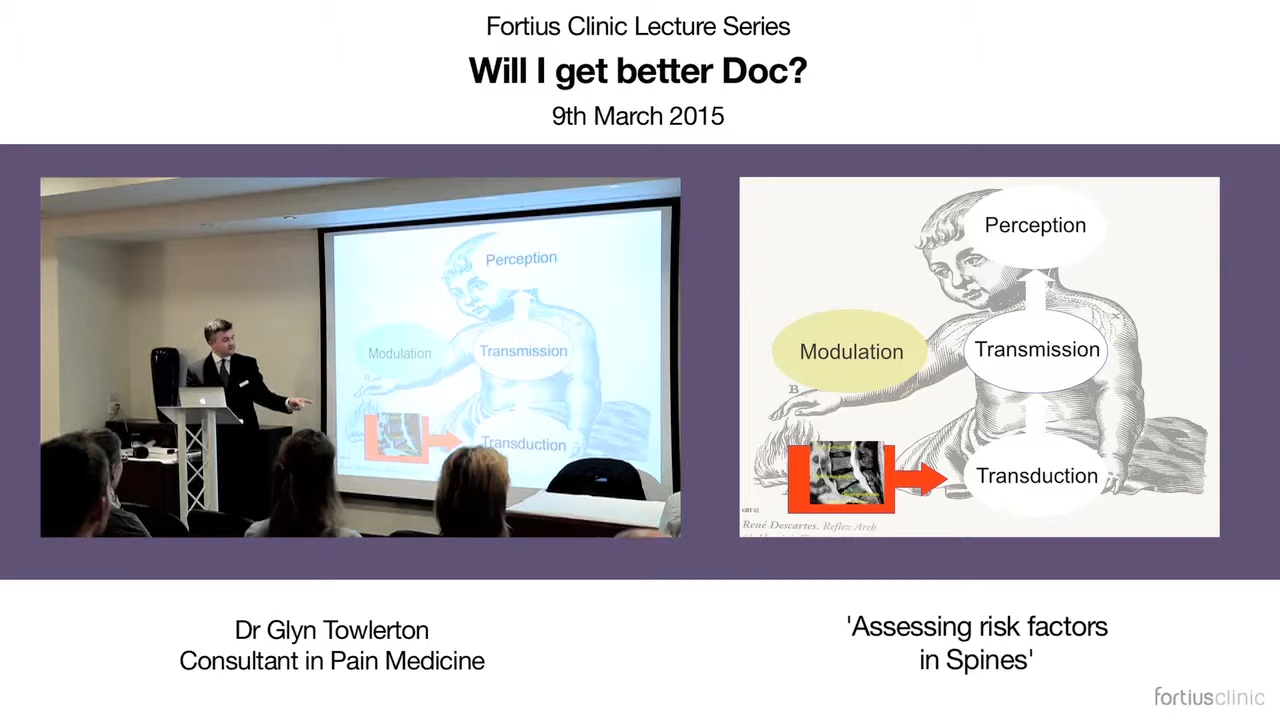 Fortius Clinic Lecture Series
Will I get better Doc?
9th March 2015
Perception
Modulation
Transmission
Transduction
Perception
Modulation
Transmission
B
Transduction
René Descartes. Reflex Arch
Dr Glyn Towlerton
Consultant in Pain Medicine
'Assessing risk factors
in Spines'
fortiusclinic